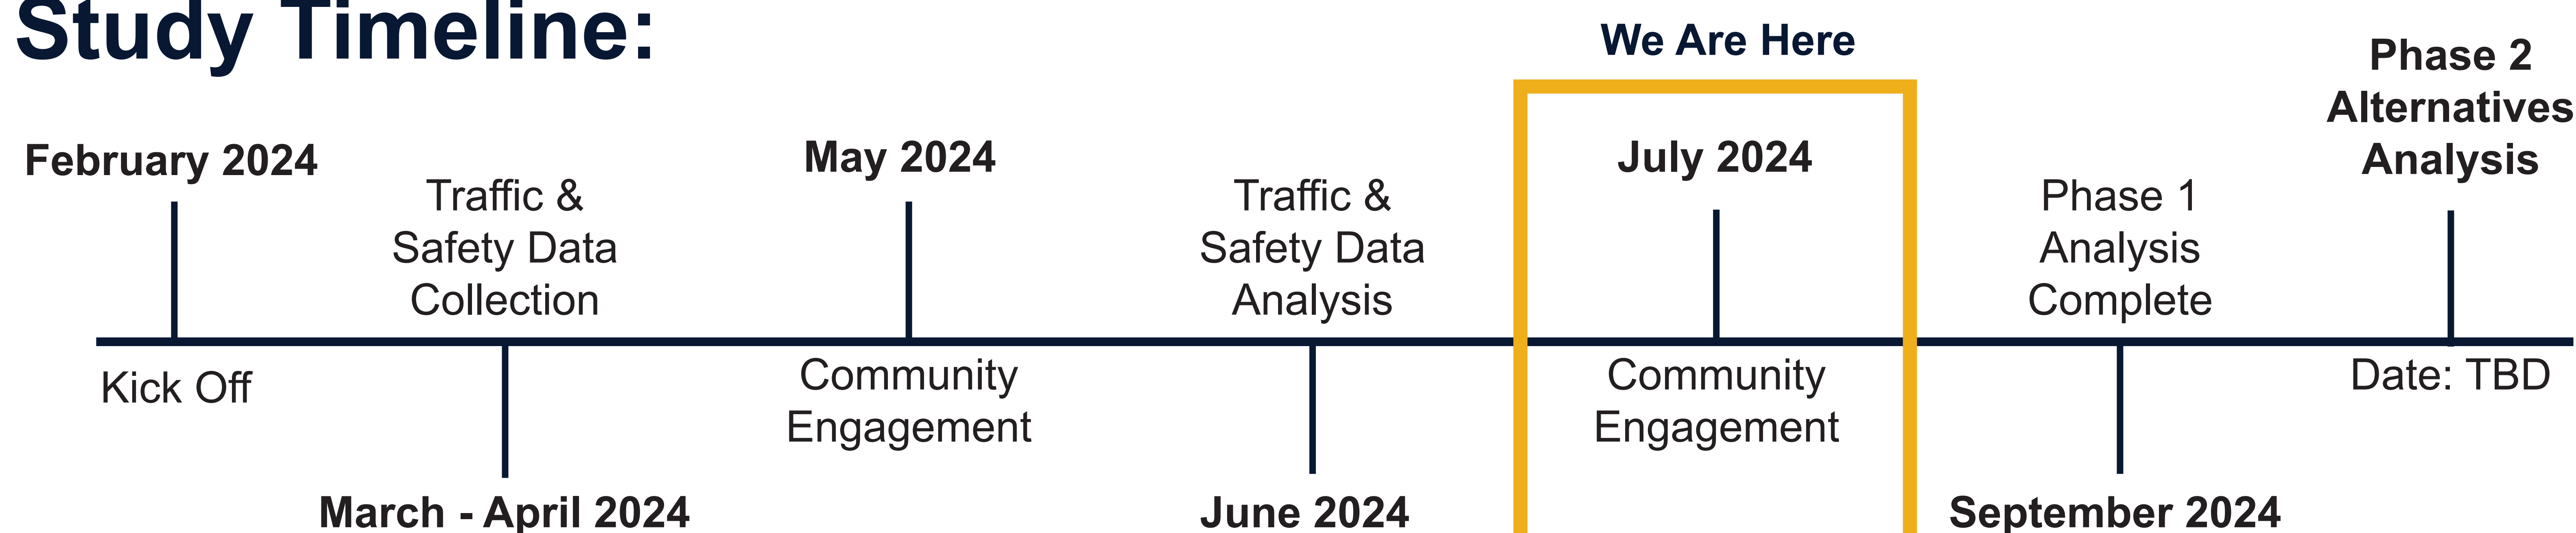 Study Timeline:
We Are Here
February 2024
Kick Off
Traffic &
Safety Data
Collection
March - April 2024
May 2024
Community
Engagement
Traffic &
Safety Data
Analysis
June 2024
July 2024
Community
Engagement
Phase 1
Analysis
Complete
September 2024
Phase 2
Alternatives
Analysis
Date: TBD